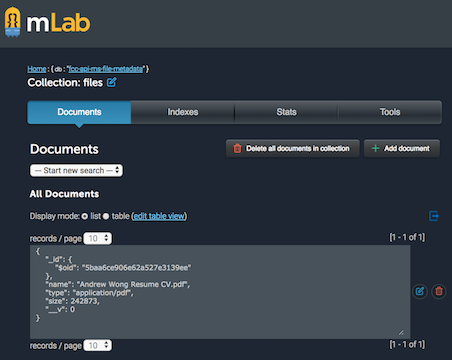 mLab
Home : { db : "fcc-api-ms-file-metadata" }
Collection: files
Documents Indexes Stats Tools
Documents Delete all documents in collection + Add document
-- Start new search --
All Documents
Display mode: list table (edit table view)
records / page 10 [1 - 1 of 1]
{
"_id": {
"$oid": "5baa6ce906e62a527e3139ee"
},
"name": "Andrew Wong Resume CV.pdf",
"type": "application/pdf",
"size": 242873,
"__v": 0
}
records / page 10 [1 - 1 of 1]